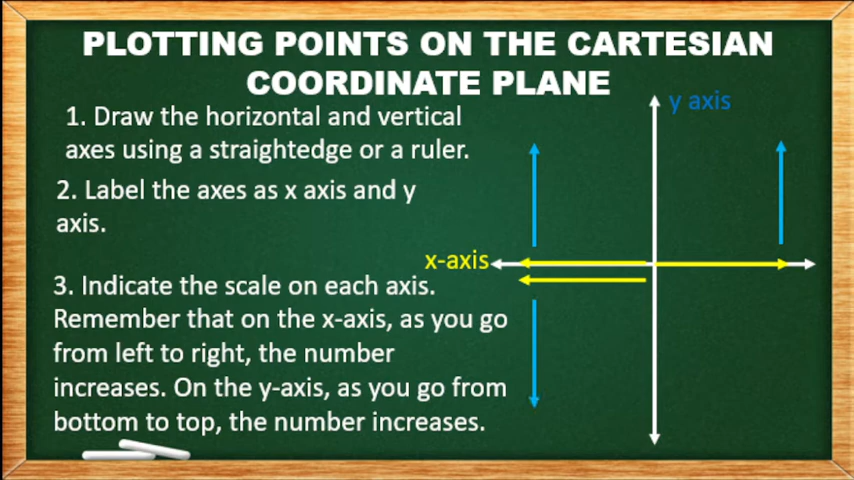 PLOTTING POINTS ON THE CARTESIAN
COORDINATE PLANE
1. Draw the horizontal and vertical
axes using a straightedge or a ruler.
2. Label the axes as x axis and y
axis.
3. Indicate the scale on each axis.
Remember that on the x-axis, as you go
from left to right, the number
increases. On the y-axis, as you go from
bottom to top, the number increases.
y axis
x-axis